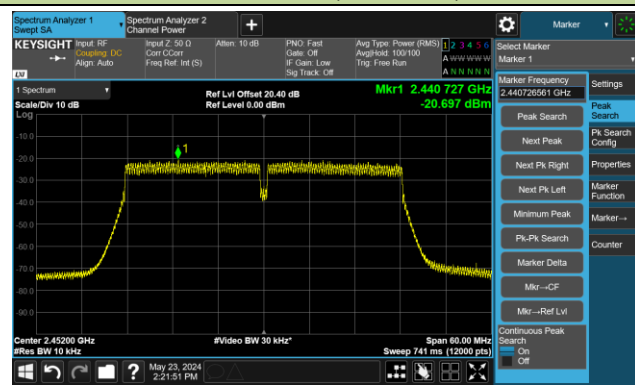 Spectrum Analyzer 1
Swept SA
Spectrum Analyzer 2
Channel Power
Marker
KEYSIGHT
Input: RF
Coupling: DC
Align: Auto
Input Z: 50 Ω
Corr CCorr
Freq Ref: Int (S)
Atten: 10 dB
PNO: Fast
Gate: Off
IF Gain: Low
Sig Track: Off
Avg Type: Power (RMS)
Avg|Hold: 100/100
Trig: Free Run
1 2 3 4 5 6
A W W W W W
A N N N N N
LXI
Select Marker
Marker 1
1 Spectrum
Scale/Div 10 dB
Log
Ref Lvl Offset 20.40 dB
Ref Level 0.00 dBm
Mkr1 2.440 727 GHz
-20.697 dBm
1
-10.0
-20.0
-30.0
-40.0
-50.0
-60.0
-70.0
-80.0
-90.0
Center 2.45200 GHz
#Res BW 10 kHz
#Video BW 30 kHz*
Span 60.00 MHz
Sweep 741 ms (12000 pts)
Marker Frequency
2.440726561 GHz
Peak Search
Next Peak
Next Pk Right
Next Pk Left
Minimum Peak
Pk-Pk Search
Marker Delta
Mkr→CF
Mkr→Ref Lvl
Continuous Peak
Search
On
Off
Settings
Peak
Search
Pk Search
Config
Properties
Marker
Function
Marker→
Counter
?
May 23, 2024
2:21:51 PM